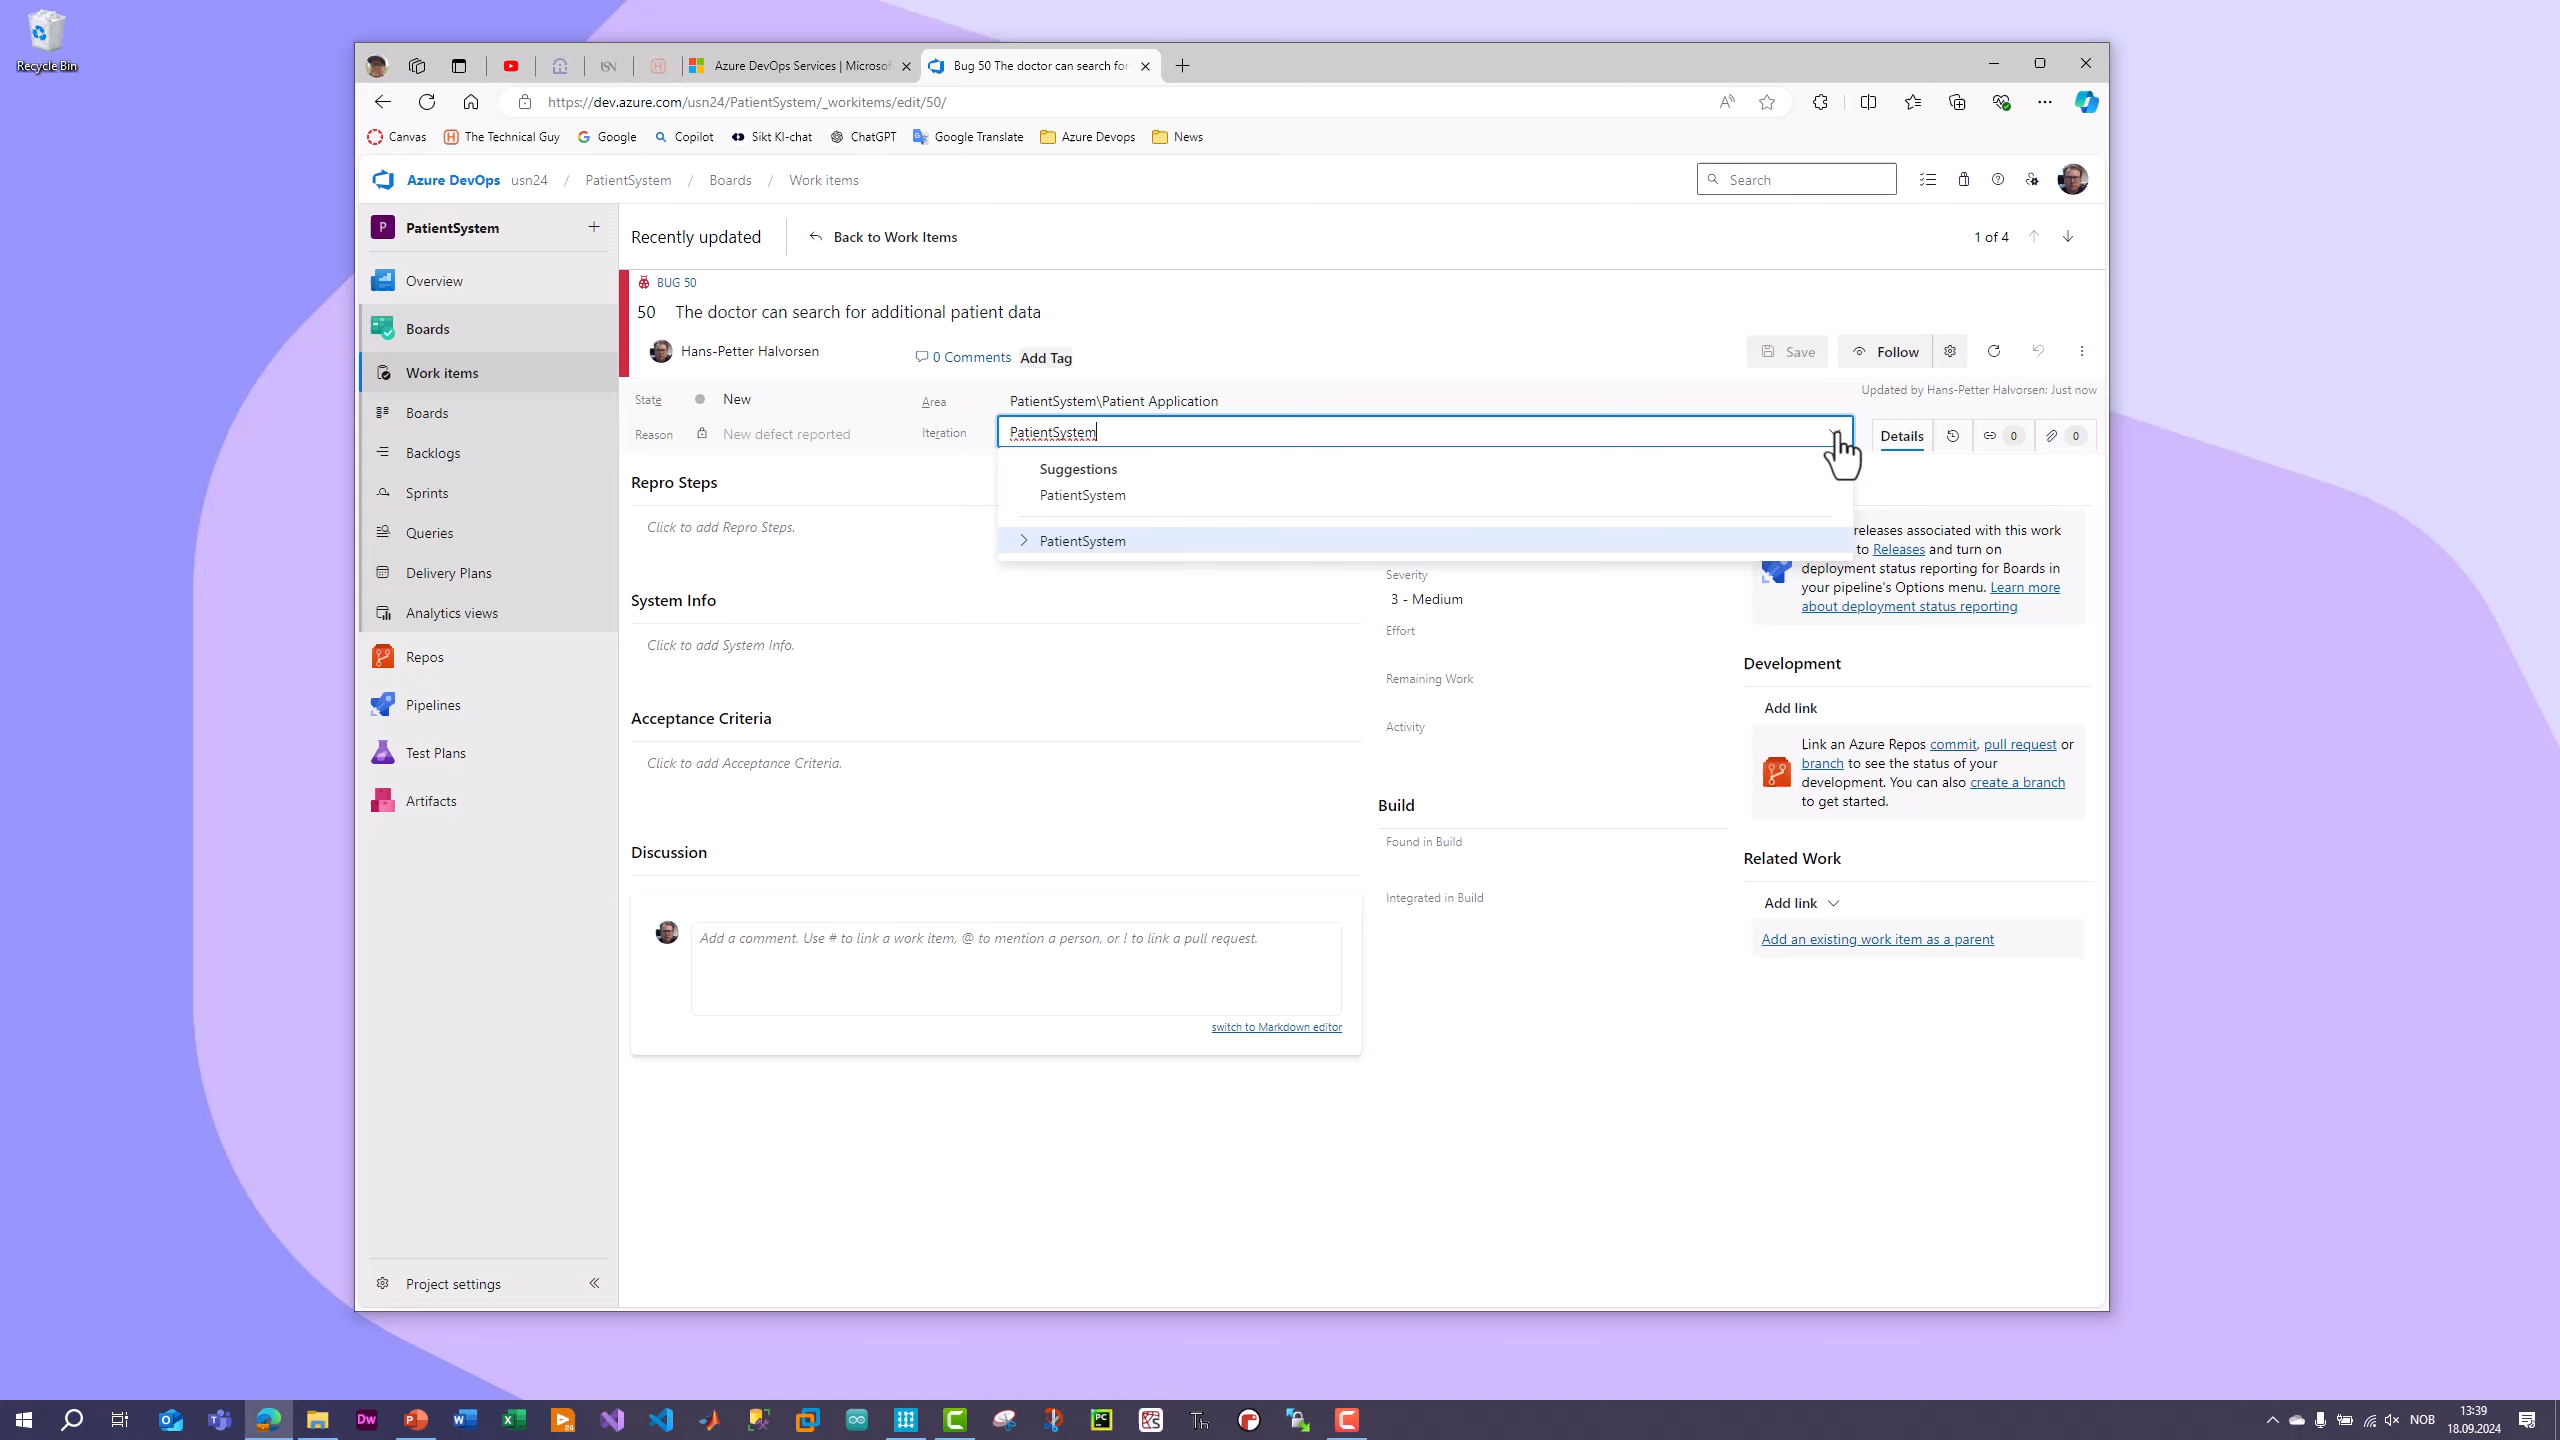 Recycle Bin
Azure DevOps Services | Microsof
Bug 50 The doctor can search for
https://dev.azure.com/usn24/PatientSystem/_workitems/edit/50/
Canvas
The Technical Guy
Google
Copilot
Sikt KI-chat
ChatGPT
Google Translate
Azure Devops
News
Azure DevOps usn24 / PatientSystem / Boards / Work items
Search
P PatientSystem
Overview
Boards
Work items
Boards
Backlogs
Sprints
Queries
Delivery Plans
Analytics views
Repos
Pipelines
Test Plans
Artifacts
Project settings
Recently updated
Back to Work Items
1 of 4
BUG 50
50 The doctor can search for additional patient data
Hans-Petter Halvorsen
0 Comments
Add Tag
Save
Follow
Updated by Hans-Petter Halvorsen: Just now
State New
Area PatientSystem\Patient Application
Reason New defect reported
Iteration PatientSystem
Details
0
0
Suggestions
PatientSystem
PatientSystem
Repro Steps
Click to add Repro Steps.
System Info
Click to add System Info.
Acceptance Criteria
Click to add Acceptance Criteria.
Discussion
Add a comment. Use # to link a work item, @ to mention a person, or ! to link a pull request.
switch to Markdown editor
Severity
3 - Medium
Effort
Remaining Work
Activity
Build
Found in Build
Integrated in Build
releases associated with this work
to Releases and turn on
deployment status reporting for Boards in
your pipeline's Options menu. Learn more
about deployment status reporting
Development
Add link
Link an Azure Repos commit, pull request or
branch to see the status of your
development. You can also create a branch
to get started.
Related Work
Add link
Add an existing work item as a parent
NOB
13:39
18.09.2024